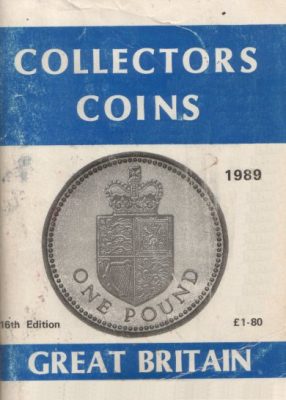 COLLECTORS
COINS
1989
ONE POUND
16th Edition
£1-80
GREAT BRITAIN